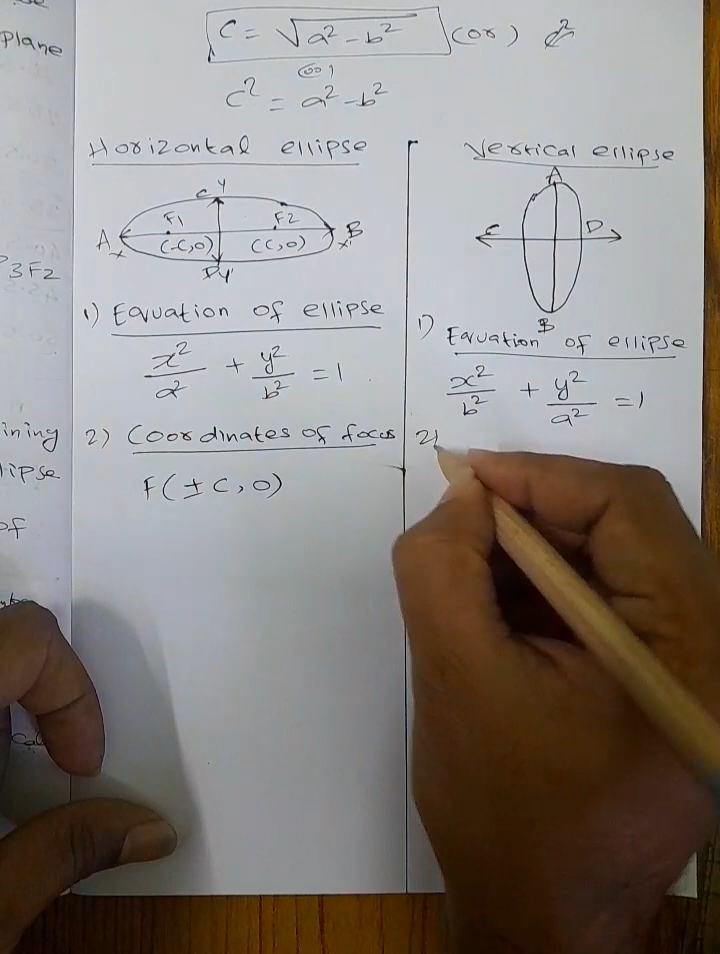 plane
C = √a² - b² (or)
(or)
c² = a² - b²
Horizontal ellipse
C Y
F1 F2
A x (-C,0) (C,0) B x'
D Y'
1) Equation of ellipse
x²/a² + y²/b² = 1
2) Coordinates of focus
F(±C, 0)
Vertical ellipse
A
C D
B
1) Equation of ellipse
x²/b² + y²/a² = 1
2)
P3F2
ining
lipse
of